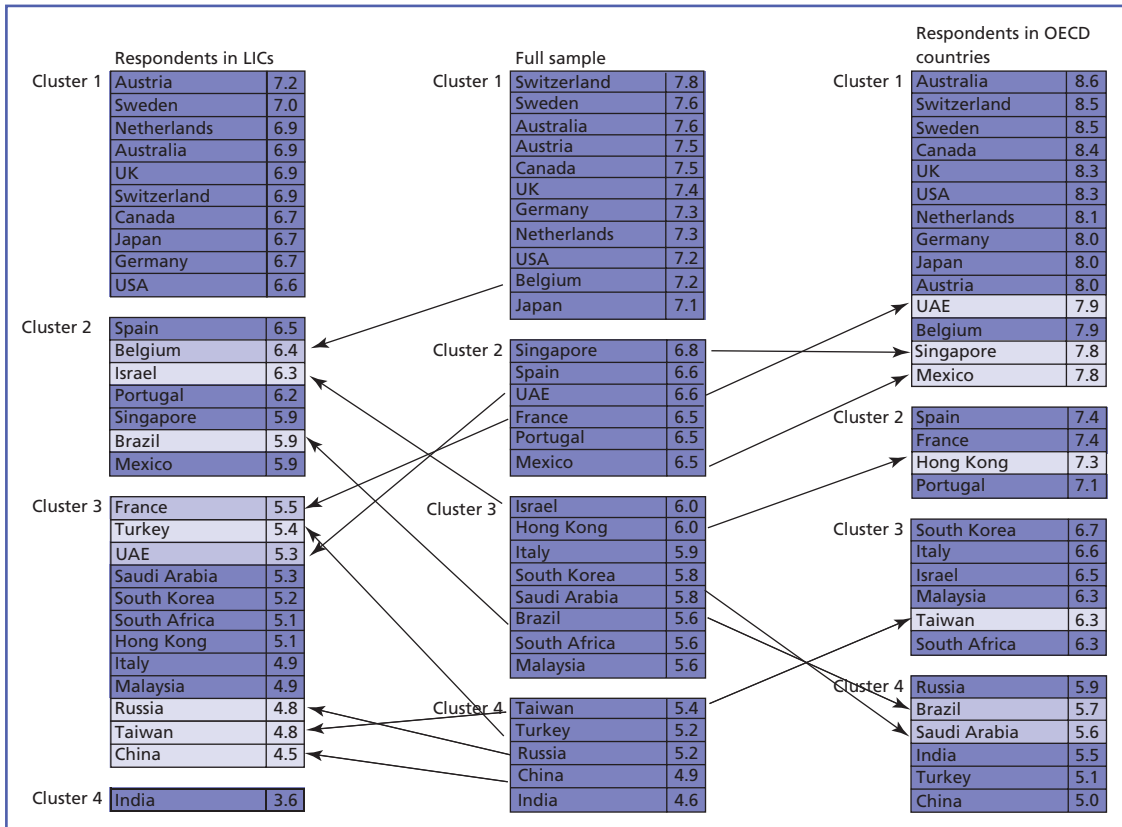 Respondents in LICs
Cluster 1
Austria 7.2
Sweden 7.0
Netherlands 6.9
Australia 6.9
UK 6.9
Switzerland 6.9
Canada 6.7
Japan 6.7
Germany 6.7
USA 6.6
Cluster 2
Spain 6.5
Belgium 6.4
Israel 6.3
Portugal 6.2
Singapore 5.9
Brazil 5.9
Mexico 5.9
Cluster 3
France 5.5
Turkey 5.4
UAE 5.3
Saudi Arabia 5.3
South Korea 5.2
South Africa 5.1
Hong Kong 5.1
Italy 4.9
Malaysia 4.9
Russia 4.8
Taiwan 4.8
China 4.5
Cluster 4
India 3.6
Full sample
Cluster 1
Switzerland 7.8
Sweden 7.6
Australia 7.6
Austria 7.5
Canada 7.5
UK 7.4
Germany 7.3
Netherlands 7.3
USA 7.2
Belgium 7.2
Japan 7.1
Cluster 2
Singapore 6.8
Spain 6.6
UAE 6.6
France 6.5
Portugal 6.5
Mexico 6.5
Cluster 3
Israel 6.0
Hong Kong 6.0
Italy 5.9
South Korea 5.8
Saudi Arabia 5.8
Brazil 5.6
South Africa 5.6
Malaysia 5.6
Cluster 4
Taiwan 5.4
Turkey 5.2
Russia 5.2
China 4.9
India 4.6
Respondents in OECD
countries
Cluster 1
Australia 8.6
Switzerland 8.5
Sweden 8.5
Canada 8.4
UK 8.3
USA 8.3
Netherlands 8.1
Germany 8.0
Japan 8.0
Austria 8.0
UAE 7.9
Belgium 7.9
Singapore 7.8
Mexico 7.8
Cluster 2
Spain 7.4
France 7.4
Hong Kong 7.3
Portugal 7.1
Cluster 3
South Korea 6.7
Italy 6.6
Israel 6.5
Malaysia 6.3
Taiwan 6.3
South Africa 6.3
Cluster 4
Russia 5.9
Brazil 5.7
Saudi Arabia 5.6
India 5.5
Turkey 5.1
China 5.0